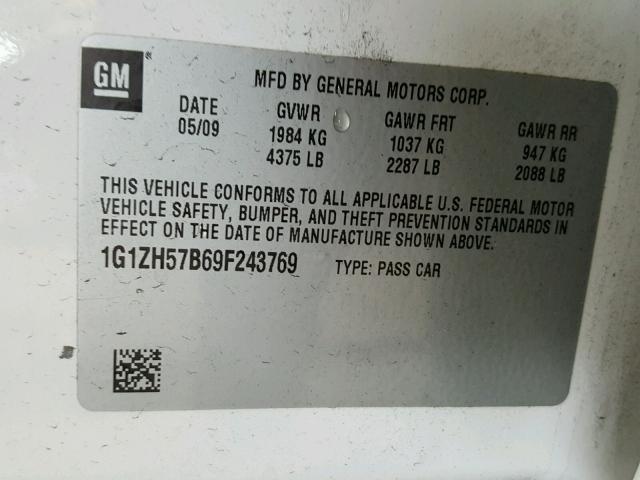 GM
MFD BY GENERAL MOTORS CORP.
DATE GVWR GAWR FRT GAWR RR
05/09 1984 KG 1037 KG 947 KG
4375 LB 2287 LB 2088 LB
THIS VEHICLE CONFORMS TO ALL APPLICABLE U.S. FEDERAL MOTOR
VEHICLE SAFETY, BUMPER, AND THEFT PREVENTION STANDARDS IN
EFFECT ON THE DATE OF MANUFACTURE SHOWN ABOVE.
1G1ZH57B69F243769 TYPE: PASS CAR